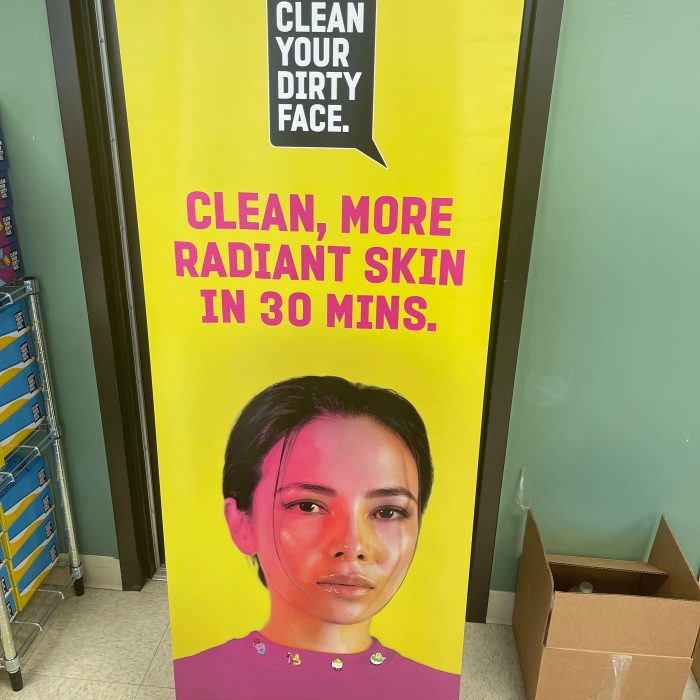 CLEAN
YOUR
DIRTY
FACE.
CLEAN, MORE
RADIANT SKIN
IN 30 MINS.